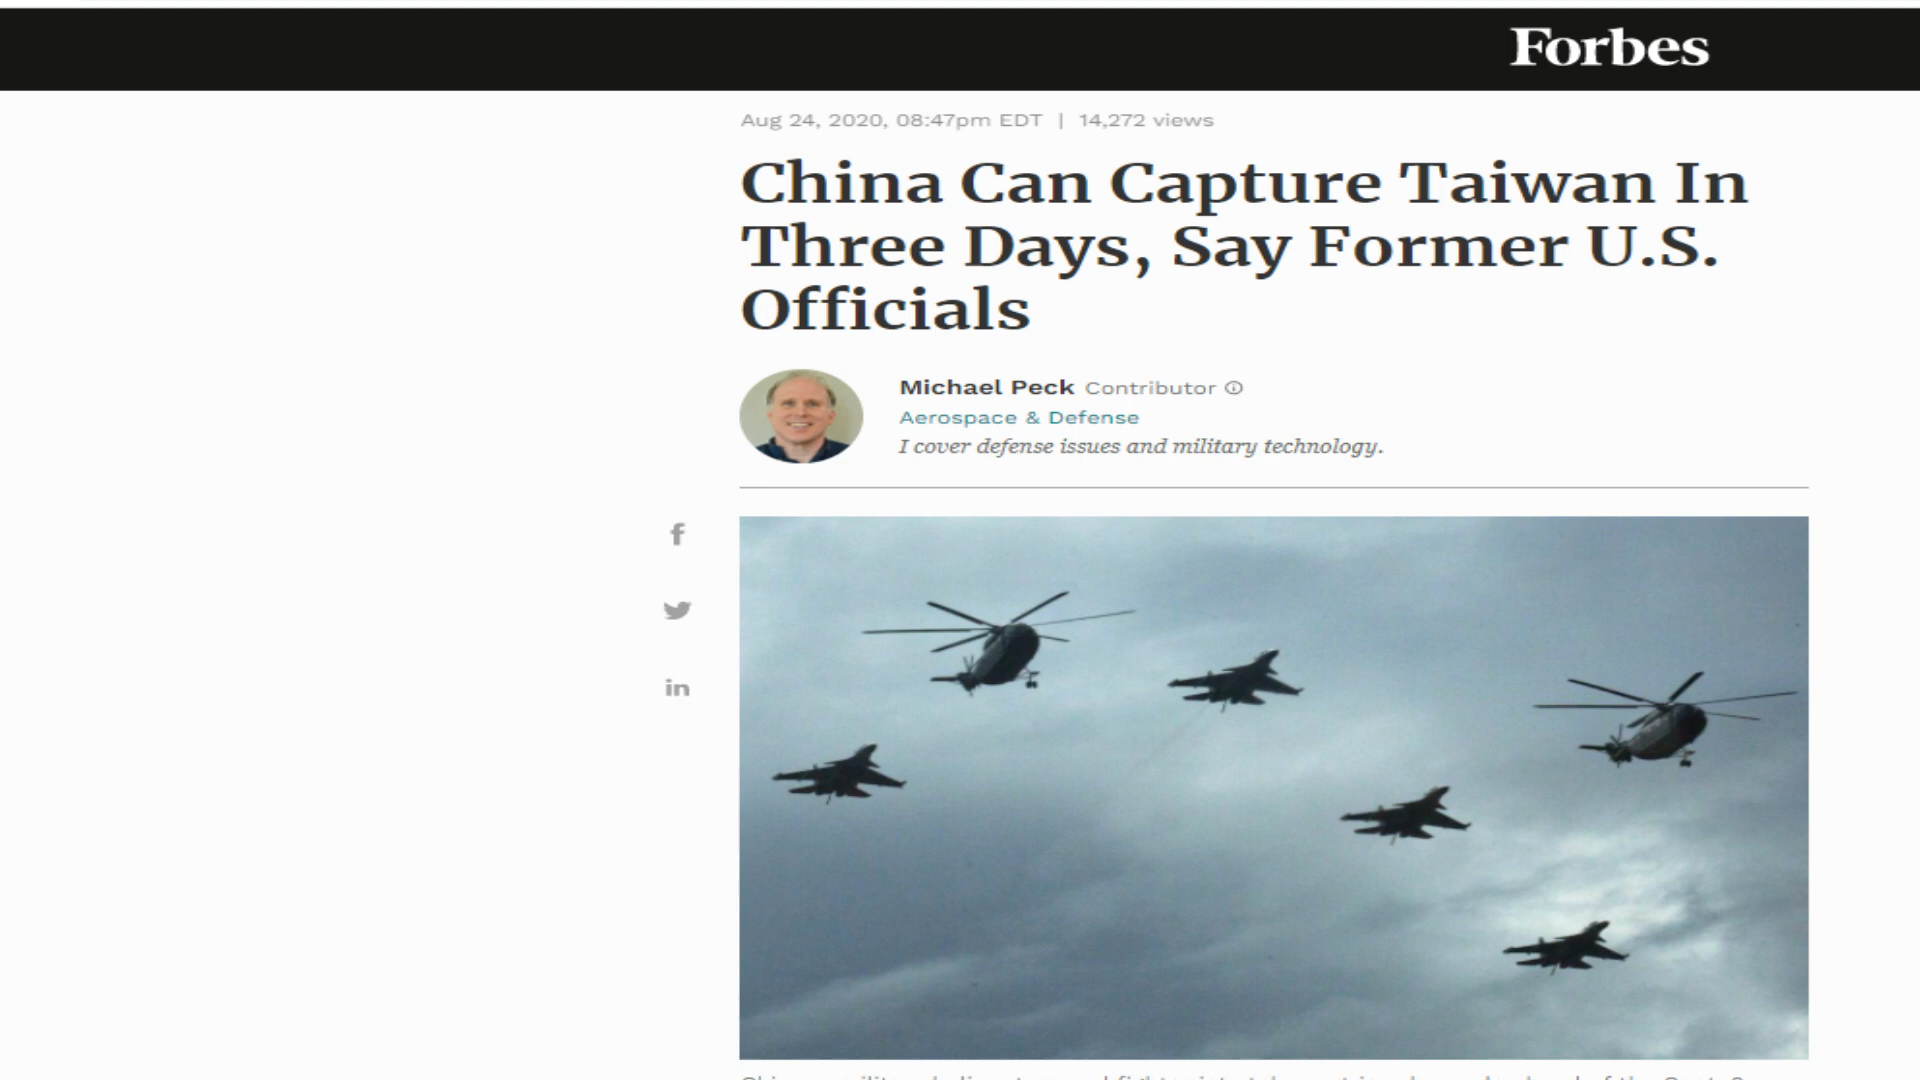 Forbes
Aug 24, 2020, 08:47pm EDT | 14,272 views
China Can Capture Taiwan In
Three Days, Say Former U.S.
Officials
Michael Peck Contributor
Aerospace & Defense
I cover defense issues and military technology.